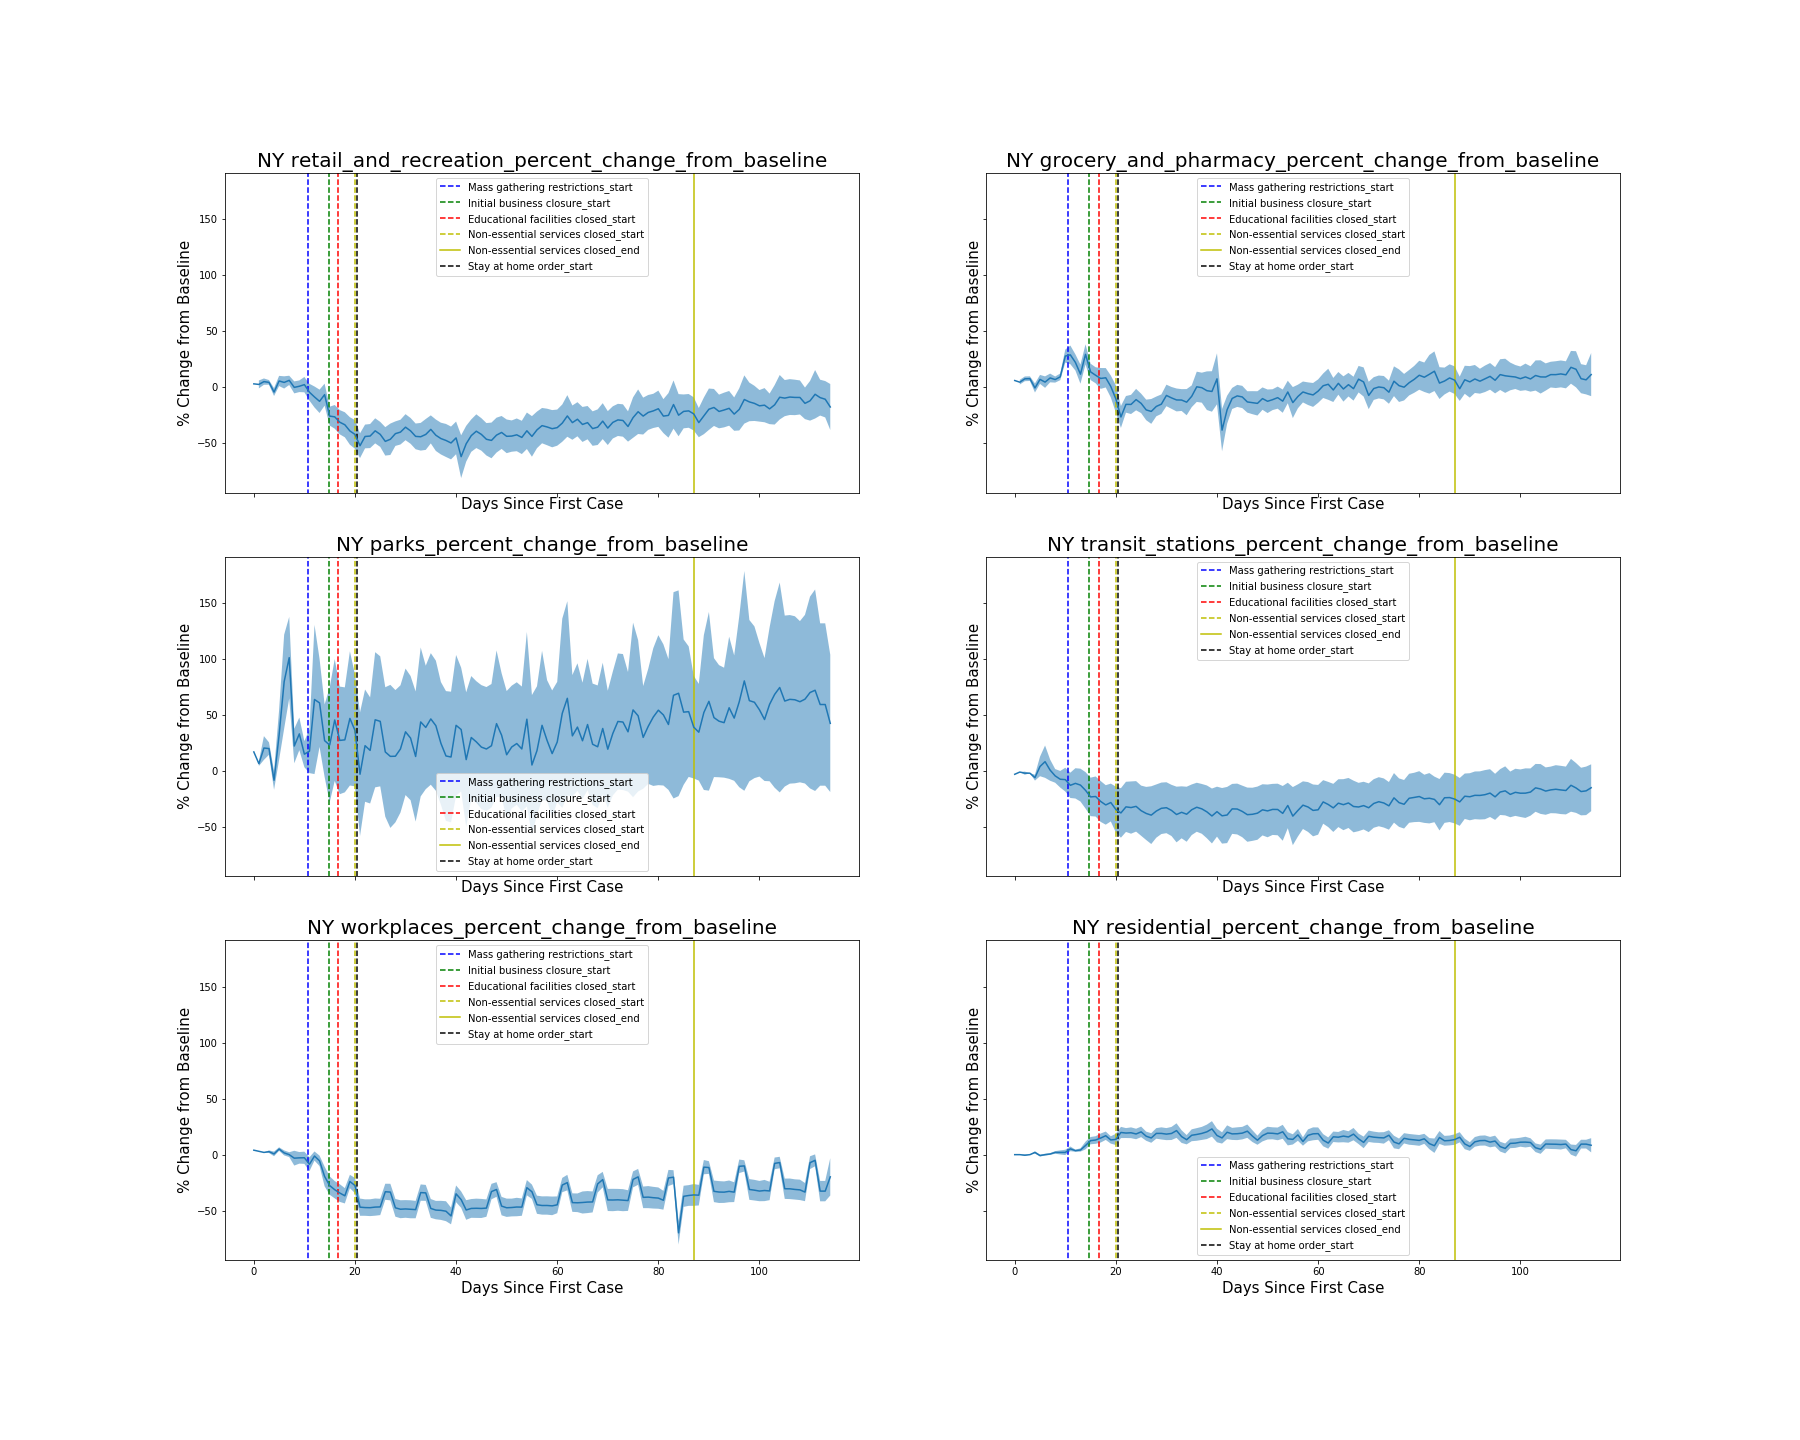 NY retail_and_recreation_percent_change_from_baseline
% Change from Baseline
150
100
50
0
−50
Mass gathering restrictions_start
Initial business closure_start
Educational facilities closed_start
Non-essential services closed_start
Non-essential services closed_end
Stay at home order_start
Days Since First Case
NY grocery_and_pharmacy_percent_change_from_baseline
% Change from Baseline
Mass gathering restrictions_start
Initial business closure_start
Educational facilities closed_start
Non-essential services closed_start
Non-essential services closed_end
Stay at home order_start
Days Since First Case
NY parks_percent_change_from_baseline
% Change from Baseline
150
100
50
0
−50
Mass gathering restrictions_start
Initial business closure_start
Educational facilities closed_start
Non-essential services closed_start
Non-essential services closed_end
Stay at home order_start
Days Since First Case
NY transit_stations_percent_change_from_baseline
% Change from Baseline
Mass gathering restrictions_start
Initial business closure_start
Educational facilities closed_start
Non-essential services closed_start
Non-essential services closed_end
Stay at home order_start
Days Since First Case
NY workplaces_percent_change_from_baseline
% Change from Baseline
150
100
50
0
−50
Mass gathering restrictions_start
Initial business closure_start
Educational facilities closed_start
Non-essential services closed_start
Non-essential services closed_end
Stay at home order_start
0 20 40 60 80 100
Days Since First Case
NY residential_percent_change_from_baseline
% Change from Baseline
Mass gathering restrictions_start
Initial business closure_start
Educational facilities closed_start
Non-essential services closed_start
Non-essential services closed_end
Stay at home order_start
0 20 40 60 80 100
Days Since First Case